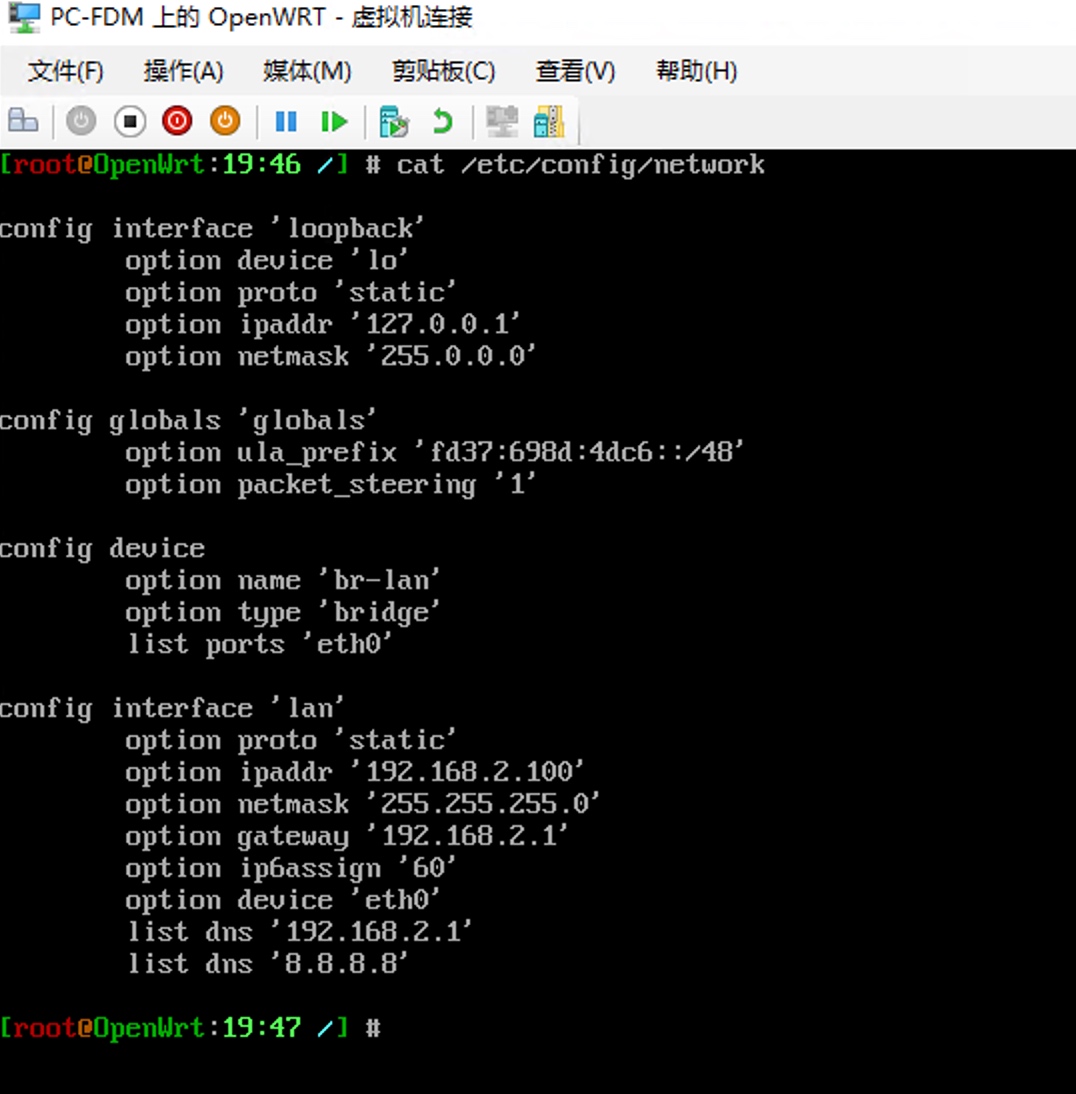 PC-FDM 上的 OpenWRT - 虚拟机连接
文件(F) 操作(A) 媒体(M) 剪贴板(C) 查看(V) 帮助(H)
[root@OpenWrt:19:46 /] # cat /etc/config/network
config interface 'loopback'
option device 'lo'
option proto 'static'
option ipaddr '127.0.0.1'
option netmask '255.0.0.0'
config globals 'globals'
option ula_prefix 'fd37:698d:4dc6::/48'
option packet_steering '1'
config device
option name 'br-lan'
option type 'bridge'
list ports 'eth0'
config interface 'lan'
option proto 'static'
option ipaddr '192.168.2.100'
option netmask '255.255.255.0'
option gateway '192.168.2.1'
option ip6assign '60'
option device 'eth0'
list dns '192.168.2.1'
list dns '8.8.8.8'
[root@OpenWrt:19:47 /] #